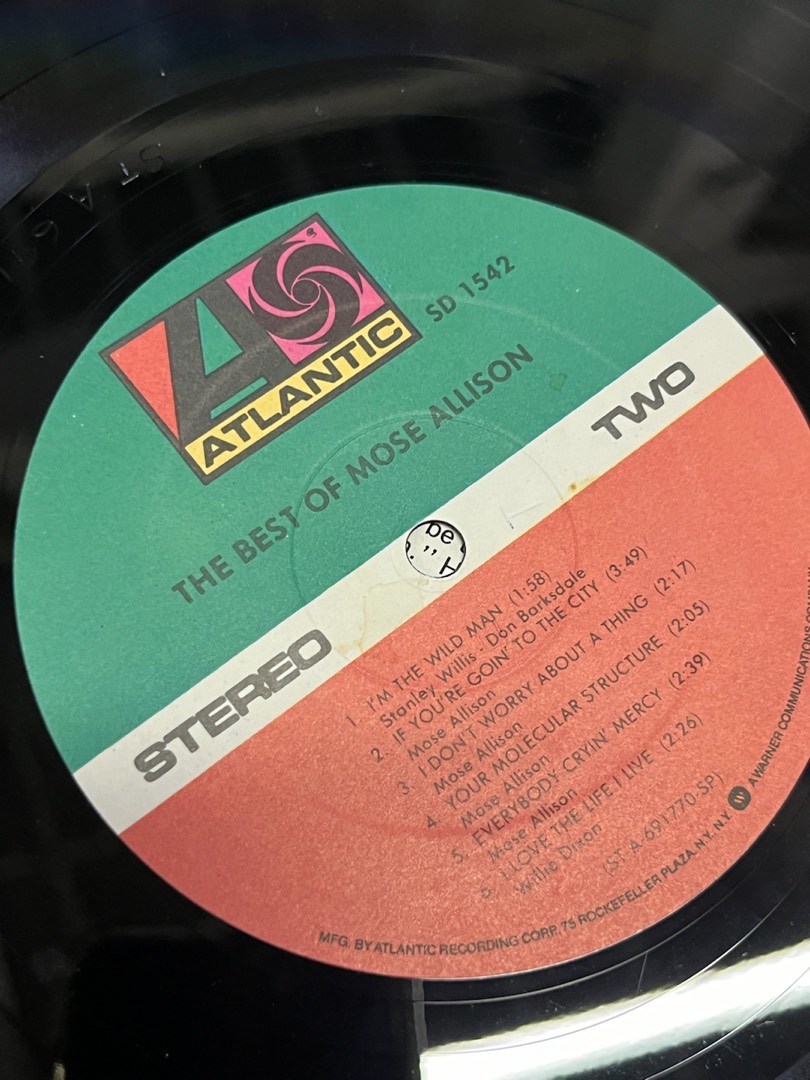 ST A 69
ATLANTIC
®
SD 1542
THE BEST OF MOSE ALLISON
STEREO
TWO
be
."
1. I'M THE WILD MAN (1:58)
Stanley Willis - Don Barksdale
2. IF YOU'RE GOIN' TO THE CITY (3:49)
Mose Allison
3. I DON'T WORRY ABOUT A THING (2:17)
Mose Allison
4. YOUR MOLECULAR STRUCTURE (2:05)
Mose Allison
5. EVERYBODY CRYIN' MERCY (2:39)
Mose Allison
6. I LOVE THE LIFE I LIVE (2:26)
Willie Dixon
(ST A-691770-SP)
MFG. BY ATLANTIC RECORDING CORP. 75 ROCKEFELLER PLAZA, N.Y. N.Y. A WARNER COMMUNICATIONS COMPANY